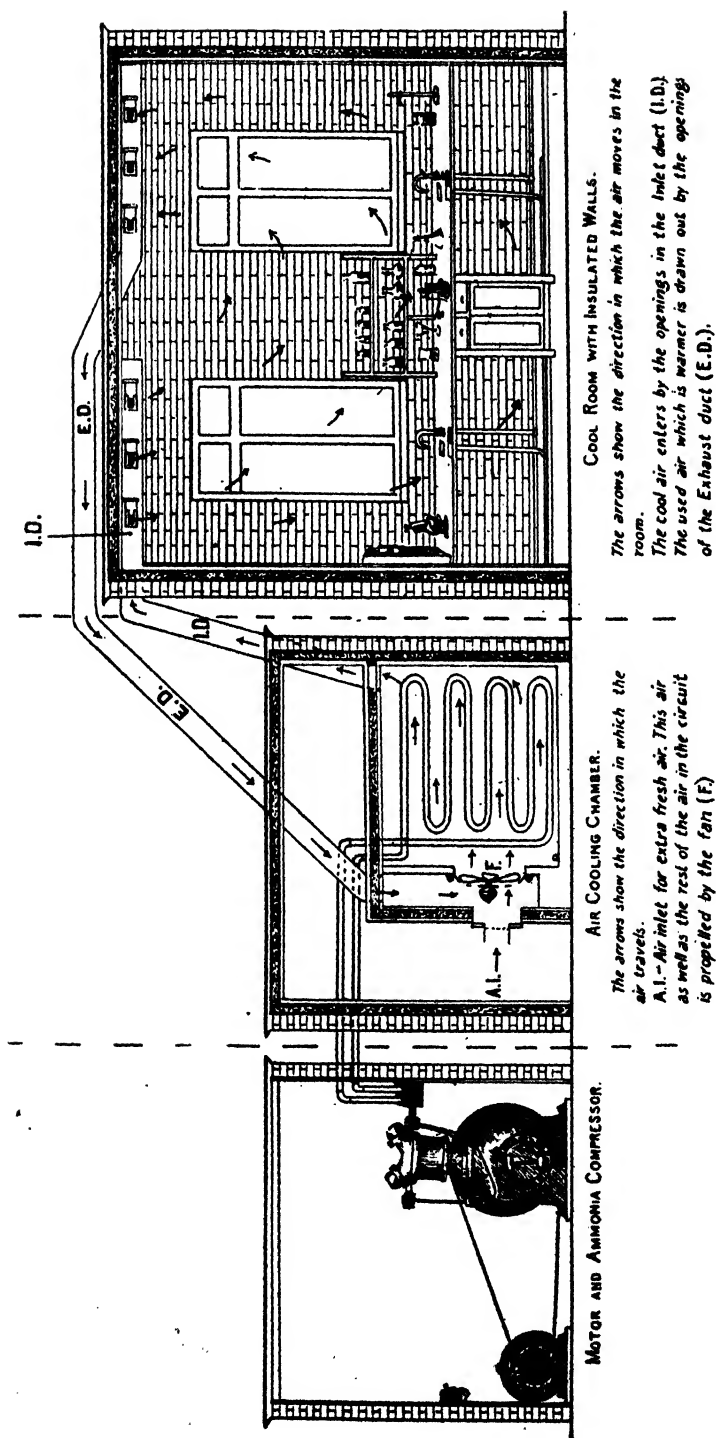 MOTOR AND AMMONIA COMPRESSOR.
A.I.
F.
E.D.
I.D.
I.D.
E.D.
AIR COOLING CHAMBER.
The arrows show the direction in which the
air travels.
A.I.- Air inlet for extra fresh air. This air
as well as the rest of the air in the circuit
is propelled by the fan (F.)
COOL ROOM WITH INSULATED WALLS.
The arrows show the direction in which the air moves in the
room.
The cool air enters by the openings in the Inlet duct (I.D.)
The used air which is warmer is drawn out by the openings
of the Exhaust duct (E.D.).